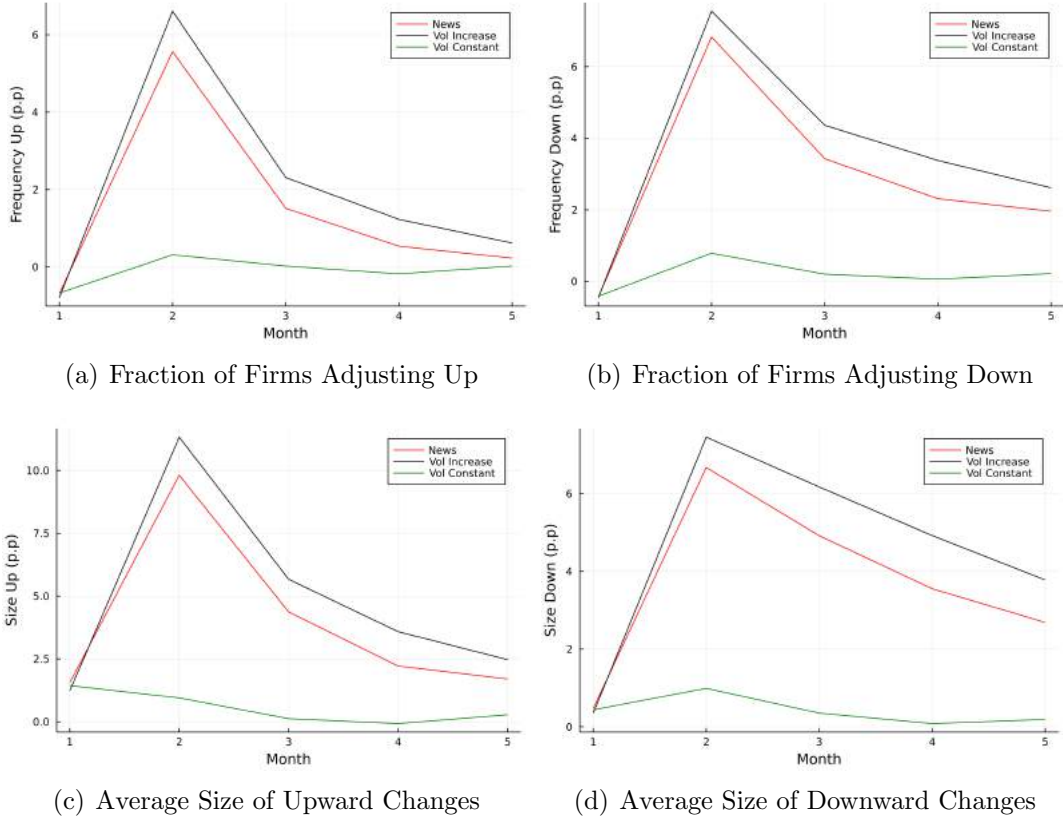 News
Vol Increase
Vol Constant
Frequency Up (p.p)
6
4
2
0
1 2 3 4 5
Month
(a) Fraction of Firms Adjusting Up
News
Vol Increase
Vol Constant
Frequency Down (p.p)
6
4
2
0
1 2 3 4 5
Month
(b) Fraction of Firms Adjusting Down
News
Vol Increase
Vol Constant
Size Up (p.p)
10.0
7.5
5.0
2.5
0.0
1 2 3 4 5
Month
(c) Average Size of Upward Changes
News
Vol Increase
Vol Constant
Size Down (p.p)
6
4
2
0
1 2 3 4 5
Month
(d) Average Size of Downward Changes